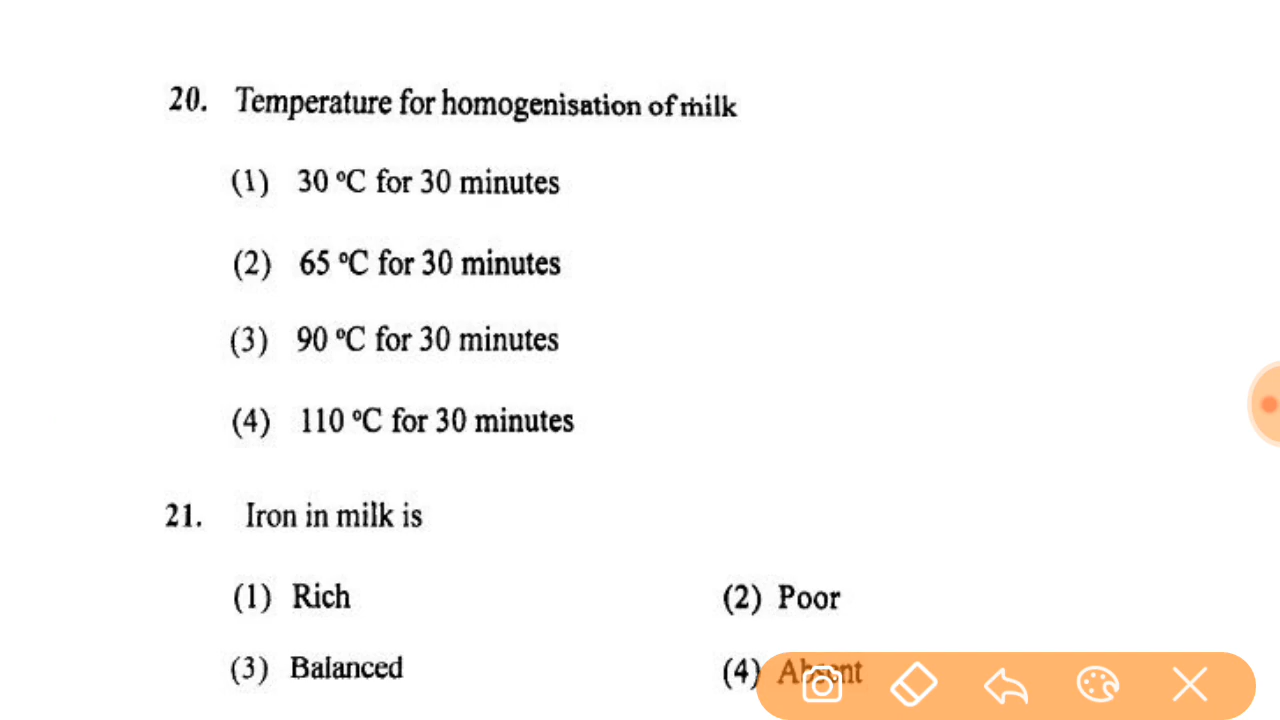 20. Temperature for homogenisation of milk
(1) 30 °C for 30 minutes
(2) 65 °C for 30 minutes
(3) 90 °C for 30 minutes
(4) 110 °C for 30 minutes
21. Iron in milk is
(1) Rich (2) Poor
(3) Balanced (4) Absent